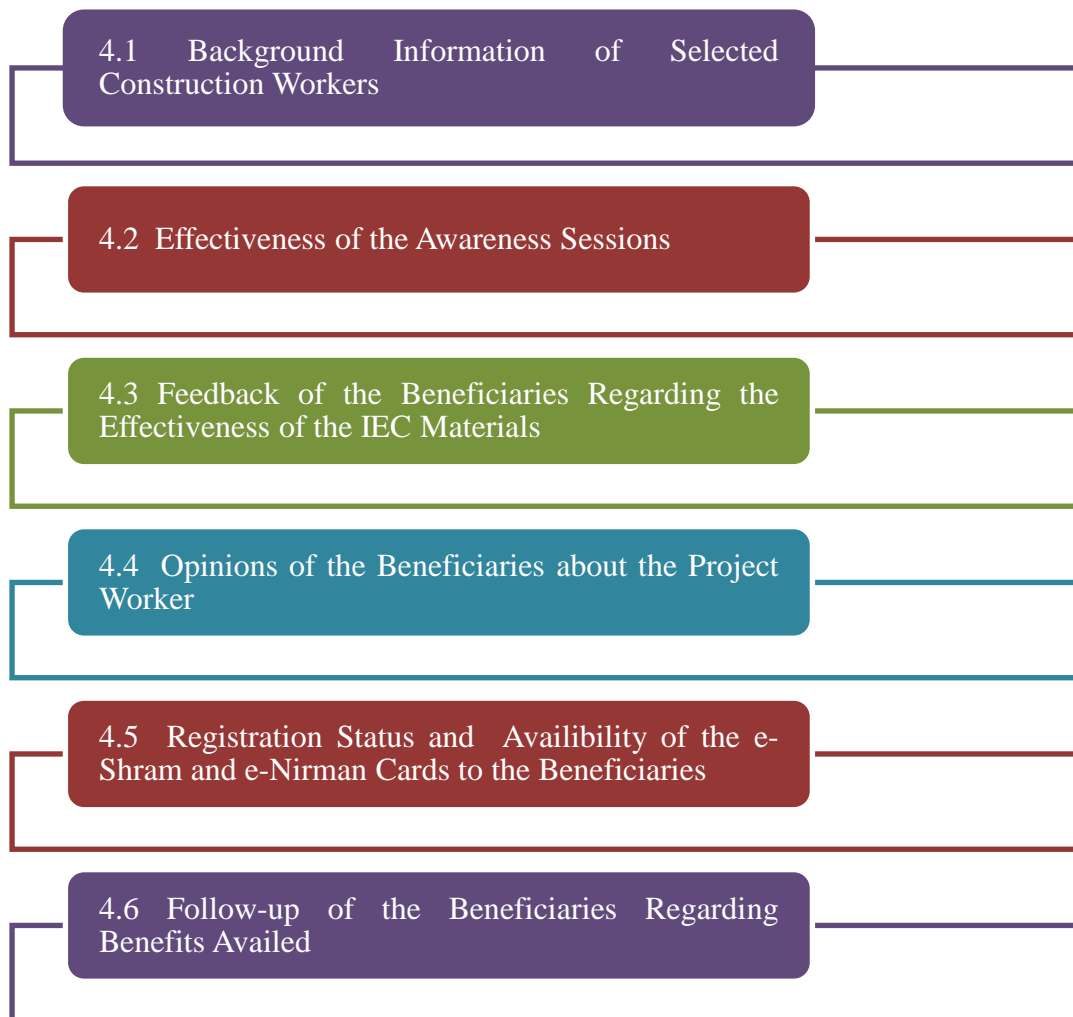 4.1 Background Information of Selected
Construction Workers
4.2 Effectiveness of the Awareness Sessions
4.3 Feedback of the Beneficiaries Regarding the
Effectiveness of the IEC Materials
4.4 Opinions of the Beneficiaries about the Project
Worker
4.5 Registration Status and Availibility of the e-
Shram and e-Nirman Cards to the Beneficiaries
4.6 Follow-up of the Beneficiaries Regarding
Benefits Availed